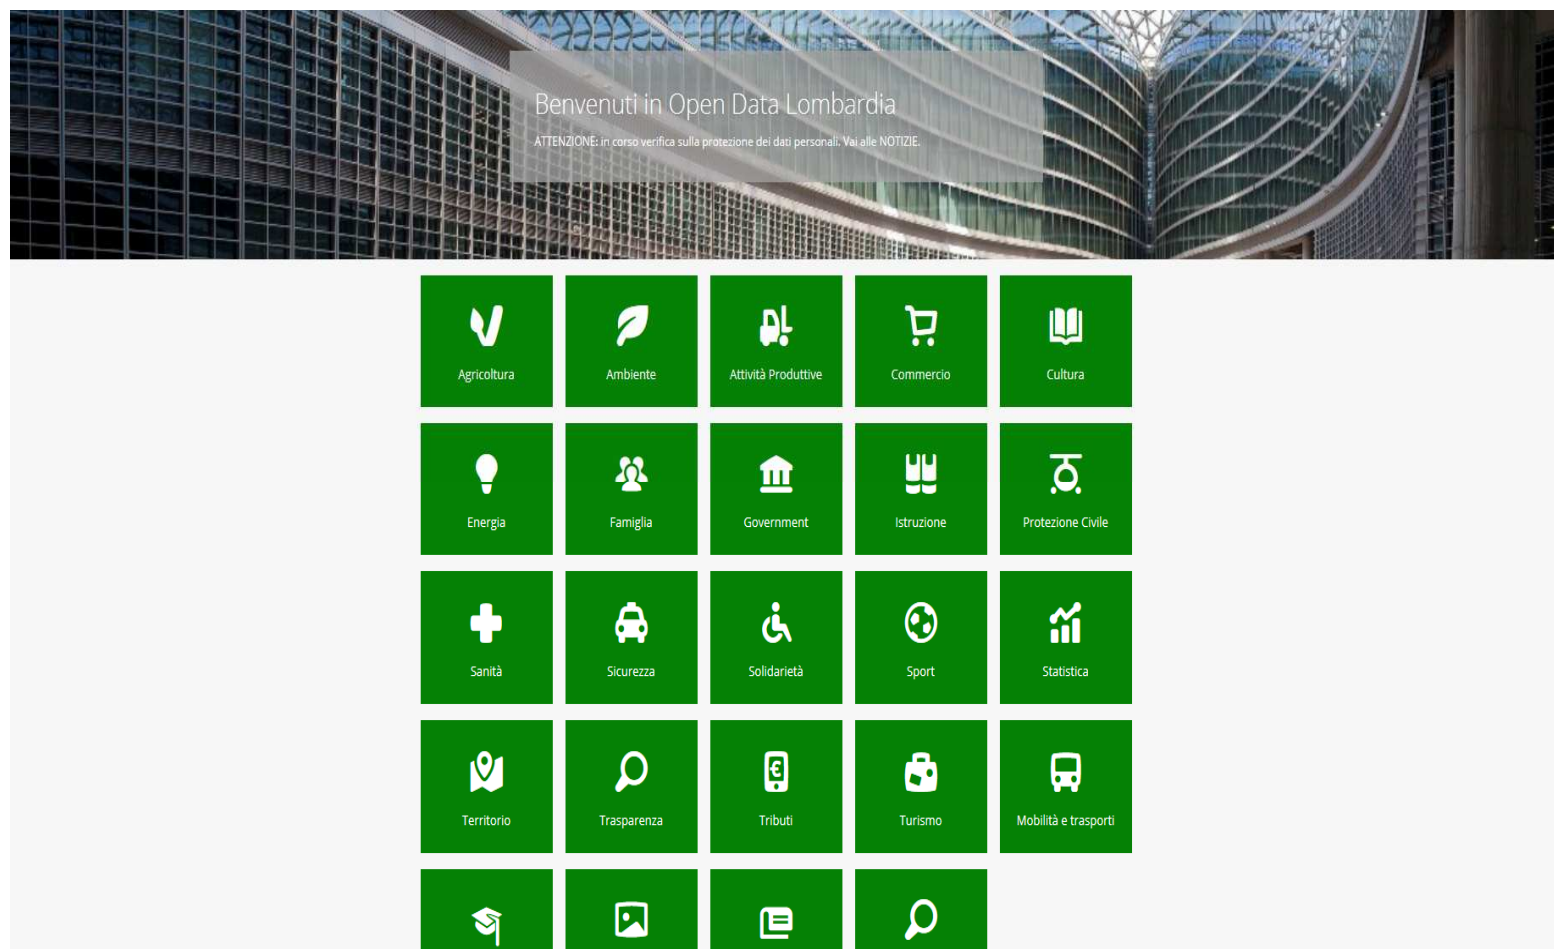 Benvenuti in Open Data Lombardia
ATTENZIONE: in corso verifica sulla protezione dei dati personali. Vai alle NOTIZIE.
Agricoltura
Ambiente
Attività Produttive
Commercio
Cultura
Energia
Famiglia
Government
Istruzione
Protezione Civile
Sanità
Sicurezza
Solidarietà
Sport
Statistica
Territorio
Trasparenza
Tributi
Turismo
Mobilità e trasporti